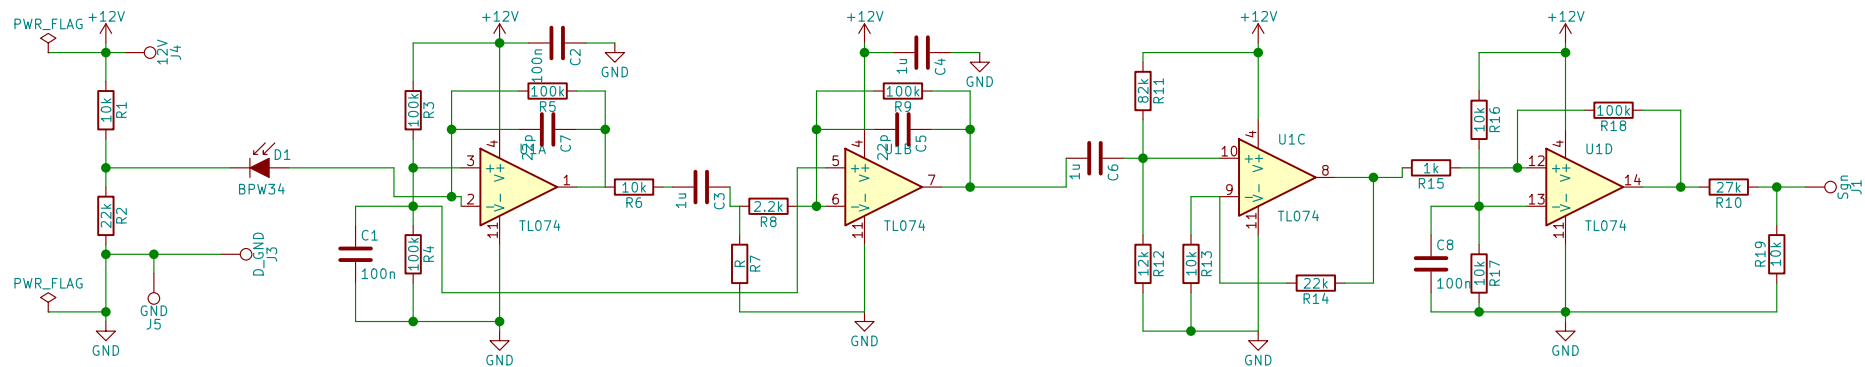 PWR_FLAG
+12V
12V
J4
10k
R1
22k
R2
PWR_FLAG
GND
GND
J5
D_GND
J3
D1
BPW34
+12V
100n
C2
GND
100k
R3
100k
R5
22p
C7
U1A
3
2
4
11
1
+
-
V+
V-
TL074
C1
100n
100k
R4
GND
10k
R6
1u
C3
R
R7
2.2k
R8
+12V
1u
C4
GND
100k
R9
22p
C5
U1B
5
6
4
11
7
+
-
V+
V-
TL074
GND
1u
C6
+12V
82k
R11
12k
R12
10k
R13
22k
R14
U1C
10
9
4
11
8
+
-
V+
V-
TL074
GND
1k
R15
+12V
10k
R16
100k
R18
U1D
12
13
4
11
14
+
-
V+
V-
TL074
C8
100n
10k
R17
GND
27k
R10
10k
R19
Sgn
J1